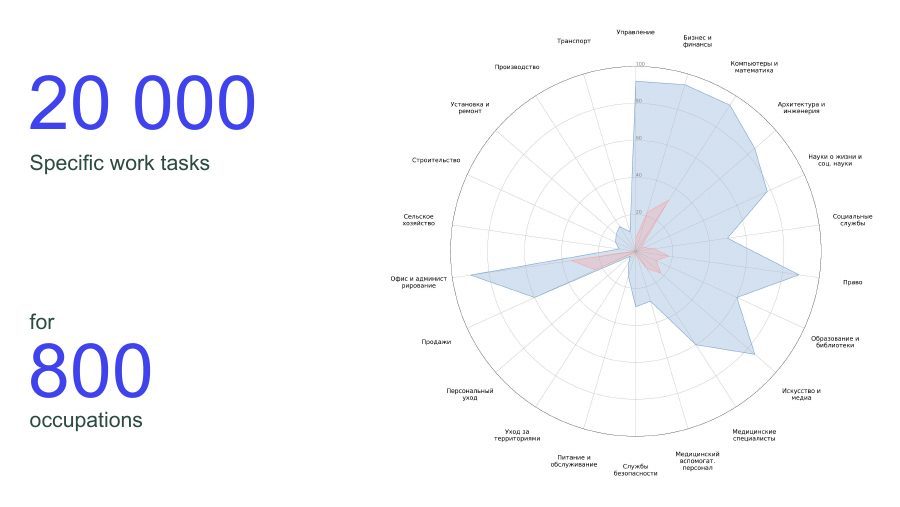 20 000
Specific work tasks
for
800
occupations
Управление
Бизнес и
финансы
Компьютеры и
математика
Архитектура и
инженерия
Науки о жизни и
соц. науки
Социальные
службы
Право
Образование и
библиотеки
Искусство и
медиа
Медицинские
специалисты
Медицинский
вспомогат.
персонал
Службы
безопасности
Питание и
обслуживание
Уход за
территориями
Персональный
уход
Продажи
Офис и админист
рирование
Сельское
хозяйство
Строительство
Установка и
ремонт
Производство
Транспорт
100
80
60
40
20